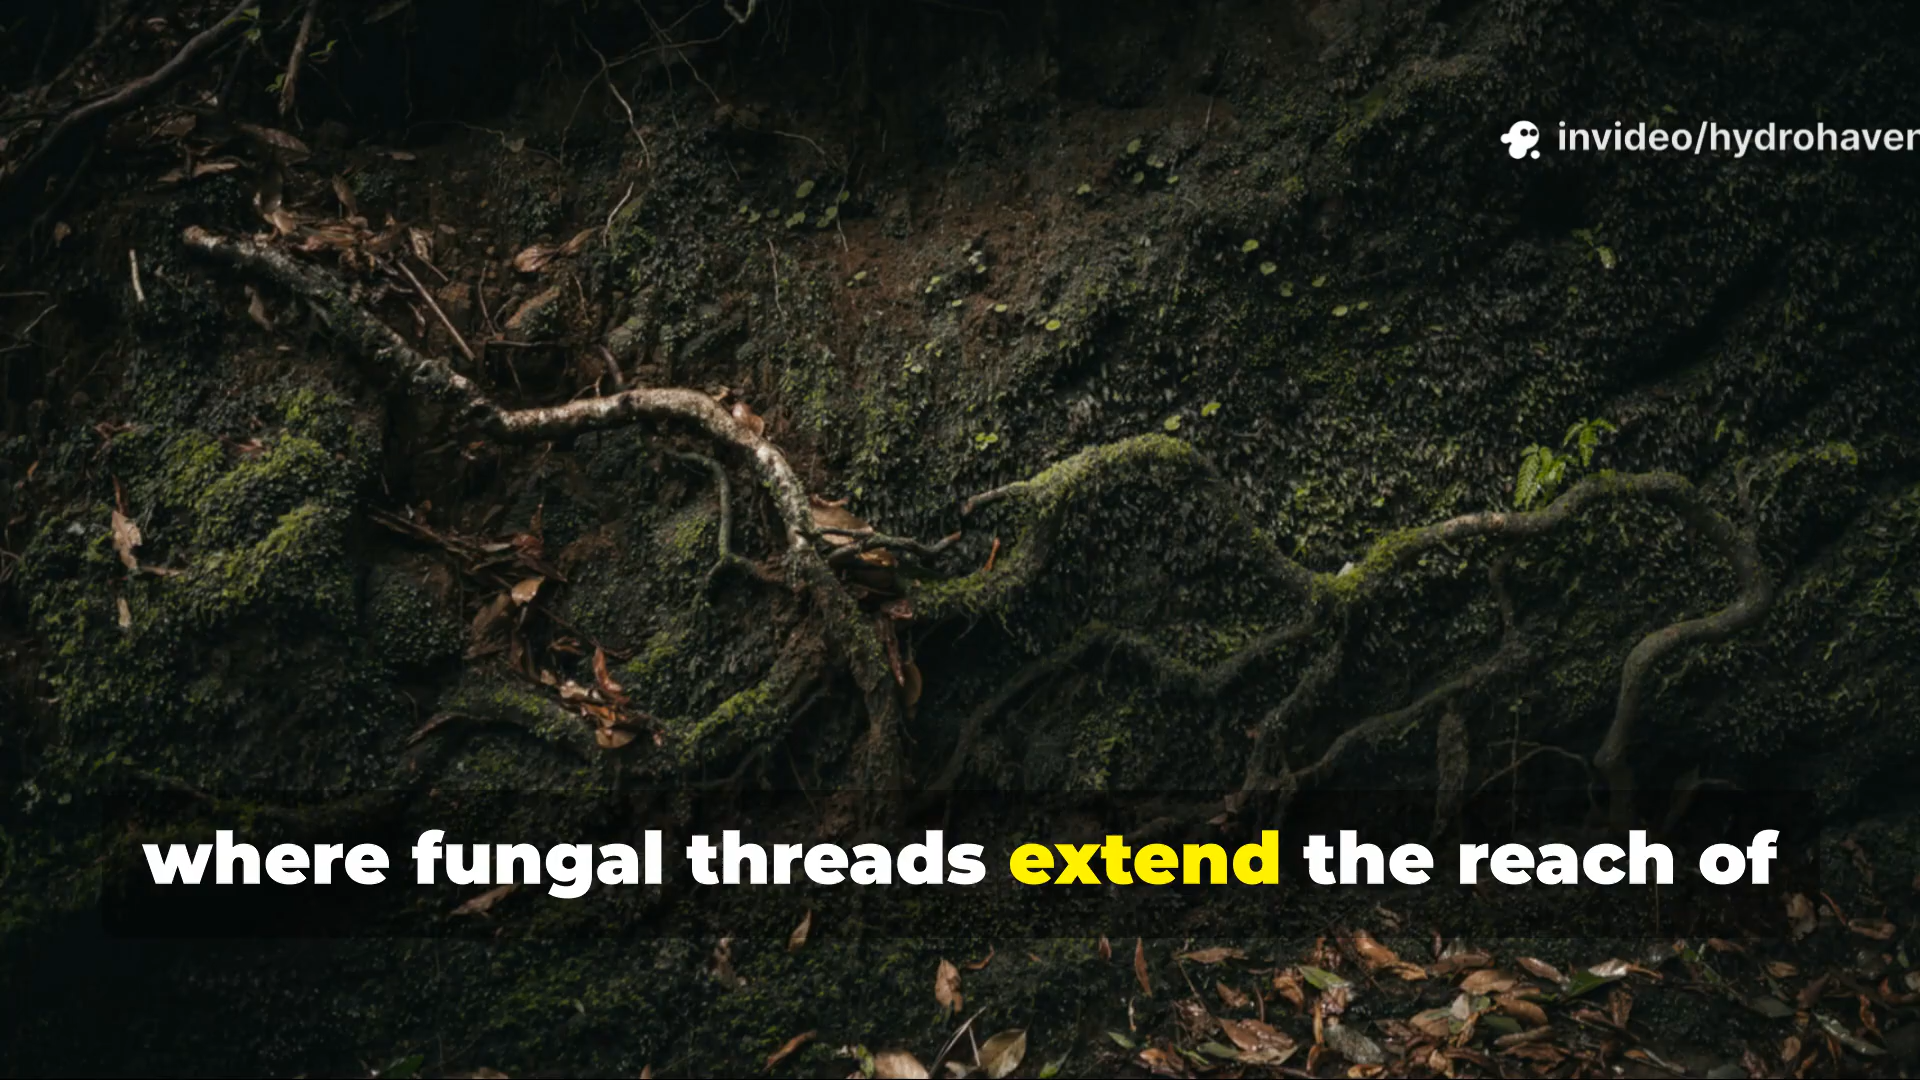 invideo/hydrohaven
where fungal threads extend the reach of